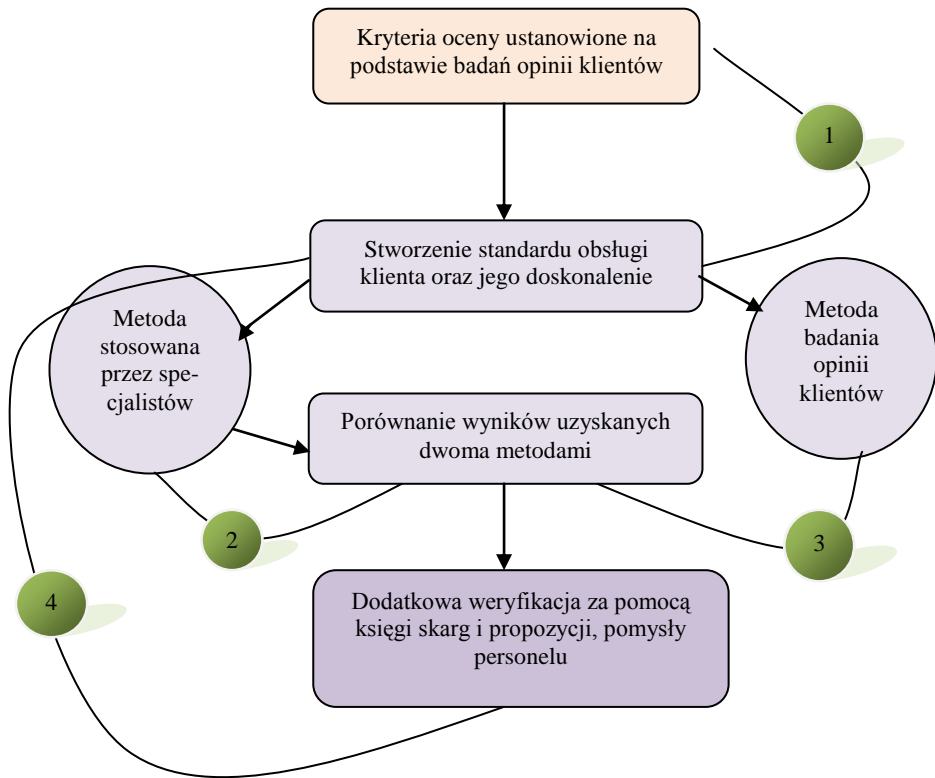 Kryteria oceny ustanowione na
podstawie badań opinii klientów
1
Stworzenie standardu obsługi
klienta oraz jego doskonalenie
Metoda
stosowana
przez spe-
cjalistów
Metoda
badania
opinii
klientów
Porównanie wyników uzyskanych
dwoma metodami
2
3
4
Dodatkowa weryfikacja za pomocą
księgi skarg i propozycji, pomysły
personelu